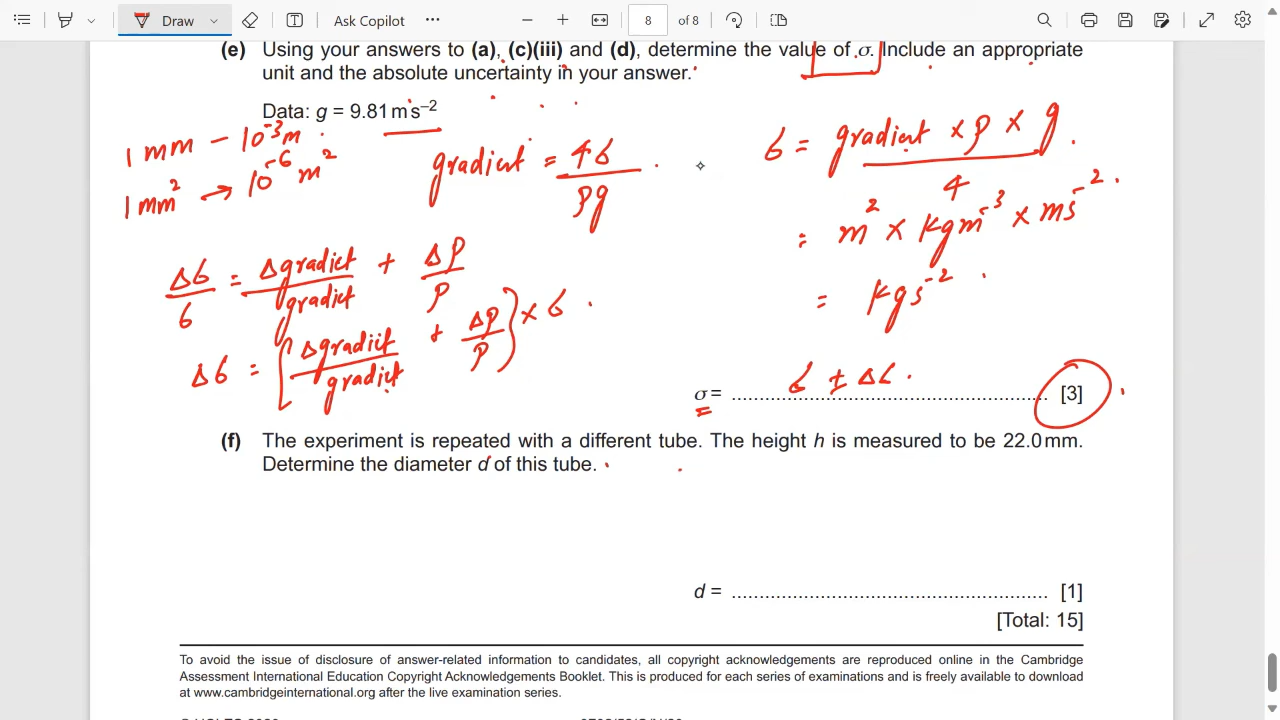 Draw
Ask Copilot
8 of 8
(e) Using your answers to (a), (c)(iii) and (d), determine the value of σ. Include an appropriate
unit and the absolute uncertainty in your answer.
Data: g = 9.81 m s⁻²
1 mm – 10⁻³ m
1 mm² → 10⁻⁶ m²
gradient = 4σ / ρg
σ = gradient × ρ × g / 4
= m² × kg m⁻³ × m s⁻²
= kg s⁻²
Δσ/σ = Δgradict/gradict + Δρ/ρ
Δσ = [Δgradiict/gradict + Δρ/ρ} × σ
σ ± Δσ
σ = ................................................ [3]
(f) The experiment is repeated with a different tube. The height h is measured to be 22.0 mm.
Determine the diameter d of this tube.
d = ................................................ [1]
[Total: 15]
To avoid the issue of disclosure of answer-related information to candidates, all copyright acknowledgements are reproduced online in the Cambridge
Assessment International Education Copyright Acknowledgements Booklet. This is produced for each series of examinations and is freely available to download
at www.cambridgeinternational.org after the live examination series.